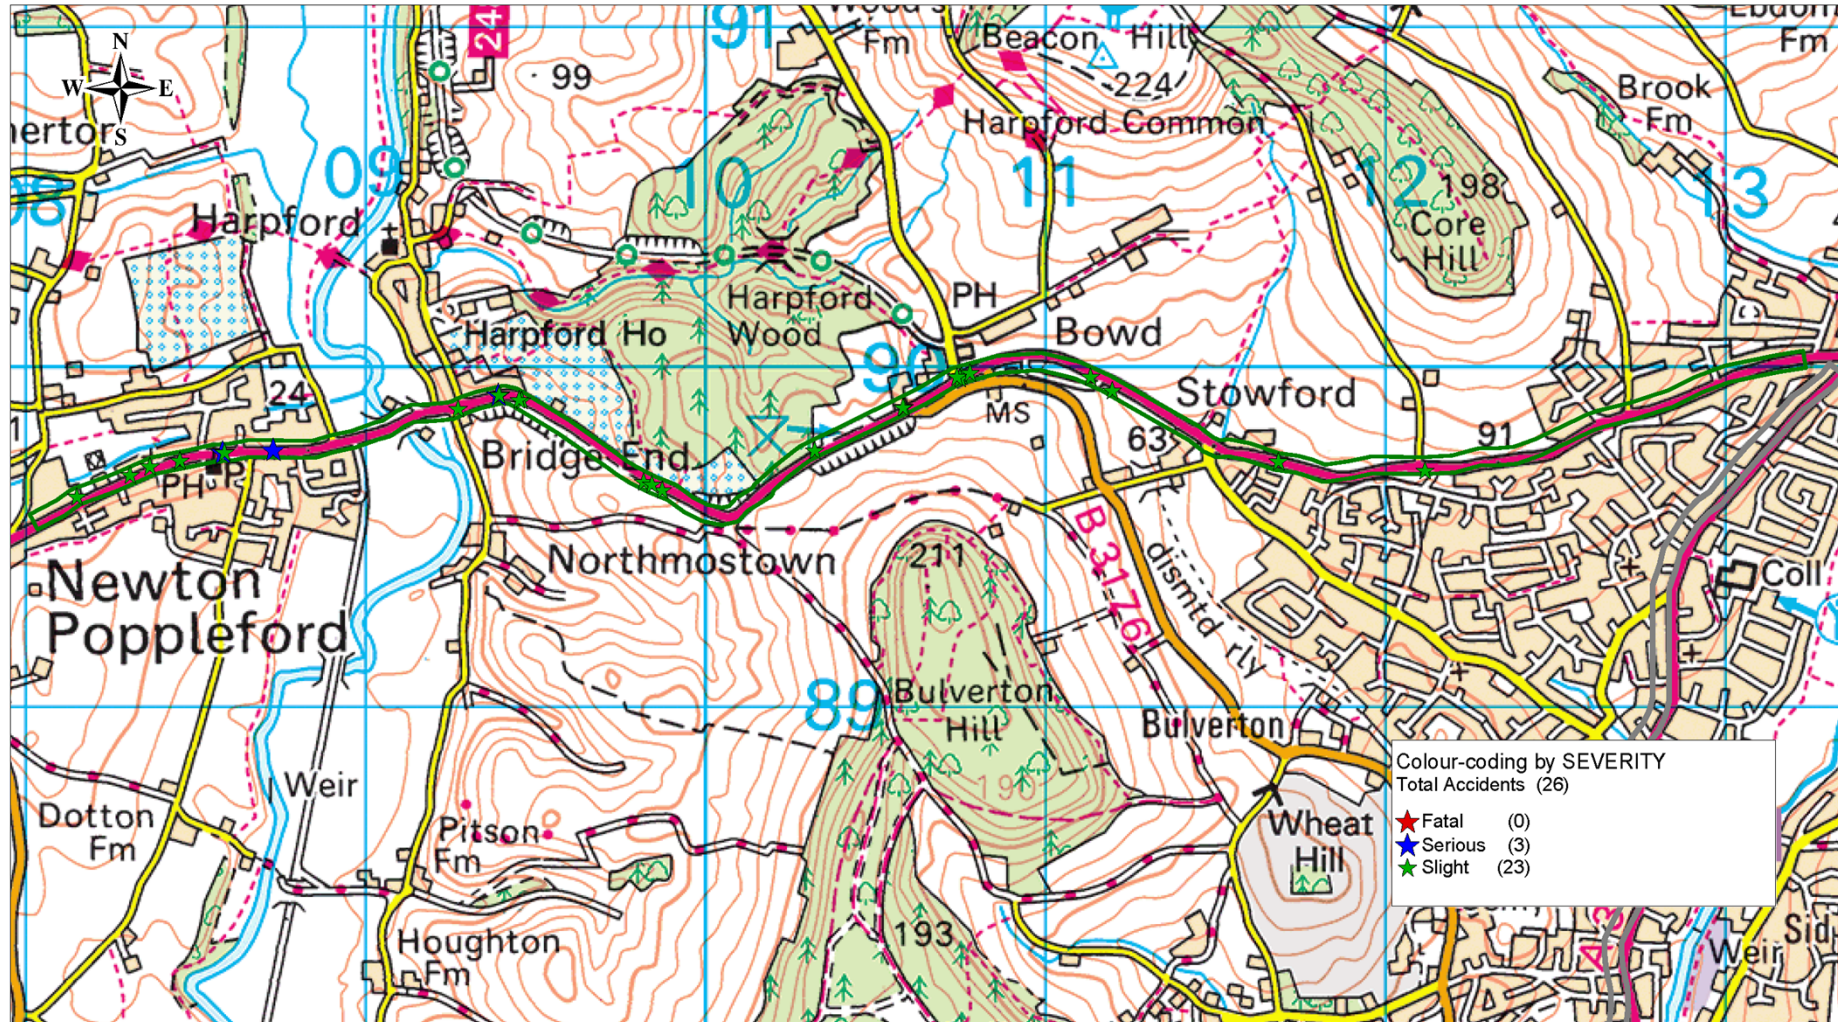 91
Fm
Beacon Hill
224
99
Harpford Common
Brook
Fm
Fm
N
W E
S
09
10
11
12
13
198
Core
Hill
Harpford
PH
Harpford
Wood
Harpford Ho
Bowd
90
24
Stowford
MS
63
91
Bridge End
PH
Northmostown
211
B 3176
dismtd rly
Coll
Newton
Poppleford
89
Bulverton
Hill
Bulverton
Weir
Dotton
Fm
Pitson
Fm
Wheat
Hill
Colour-coding by SEVERITY
Total Accidents (26)
Fatal (0)
Serious (3)
Slight (23)
193
Houghton
Fm
Weir
Sid